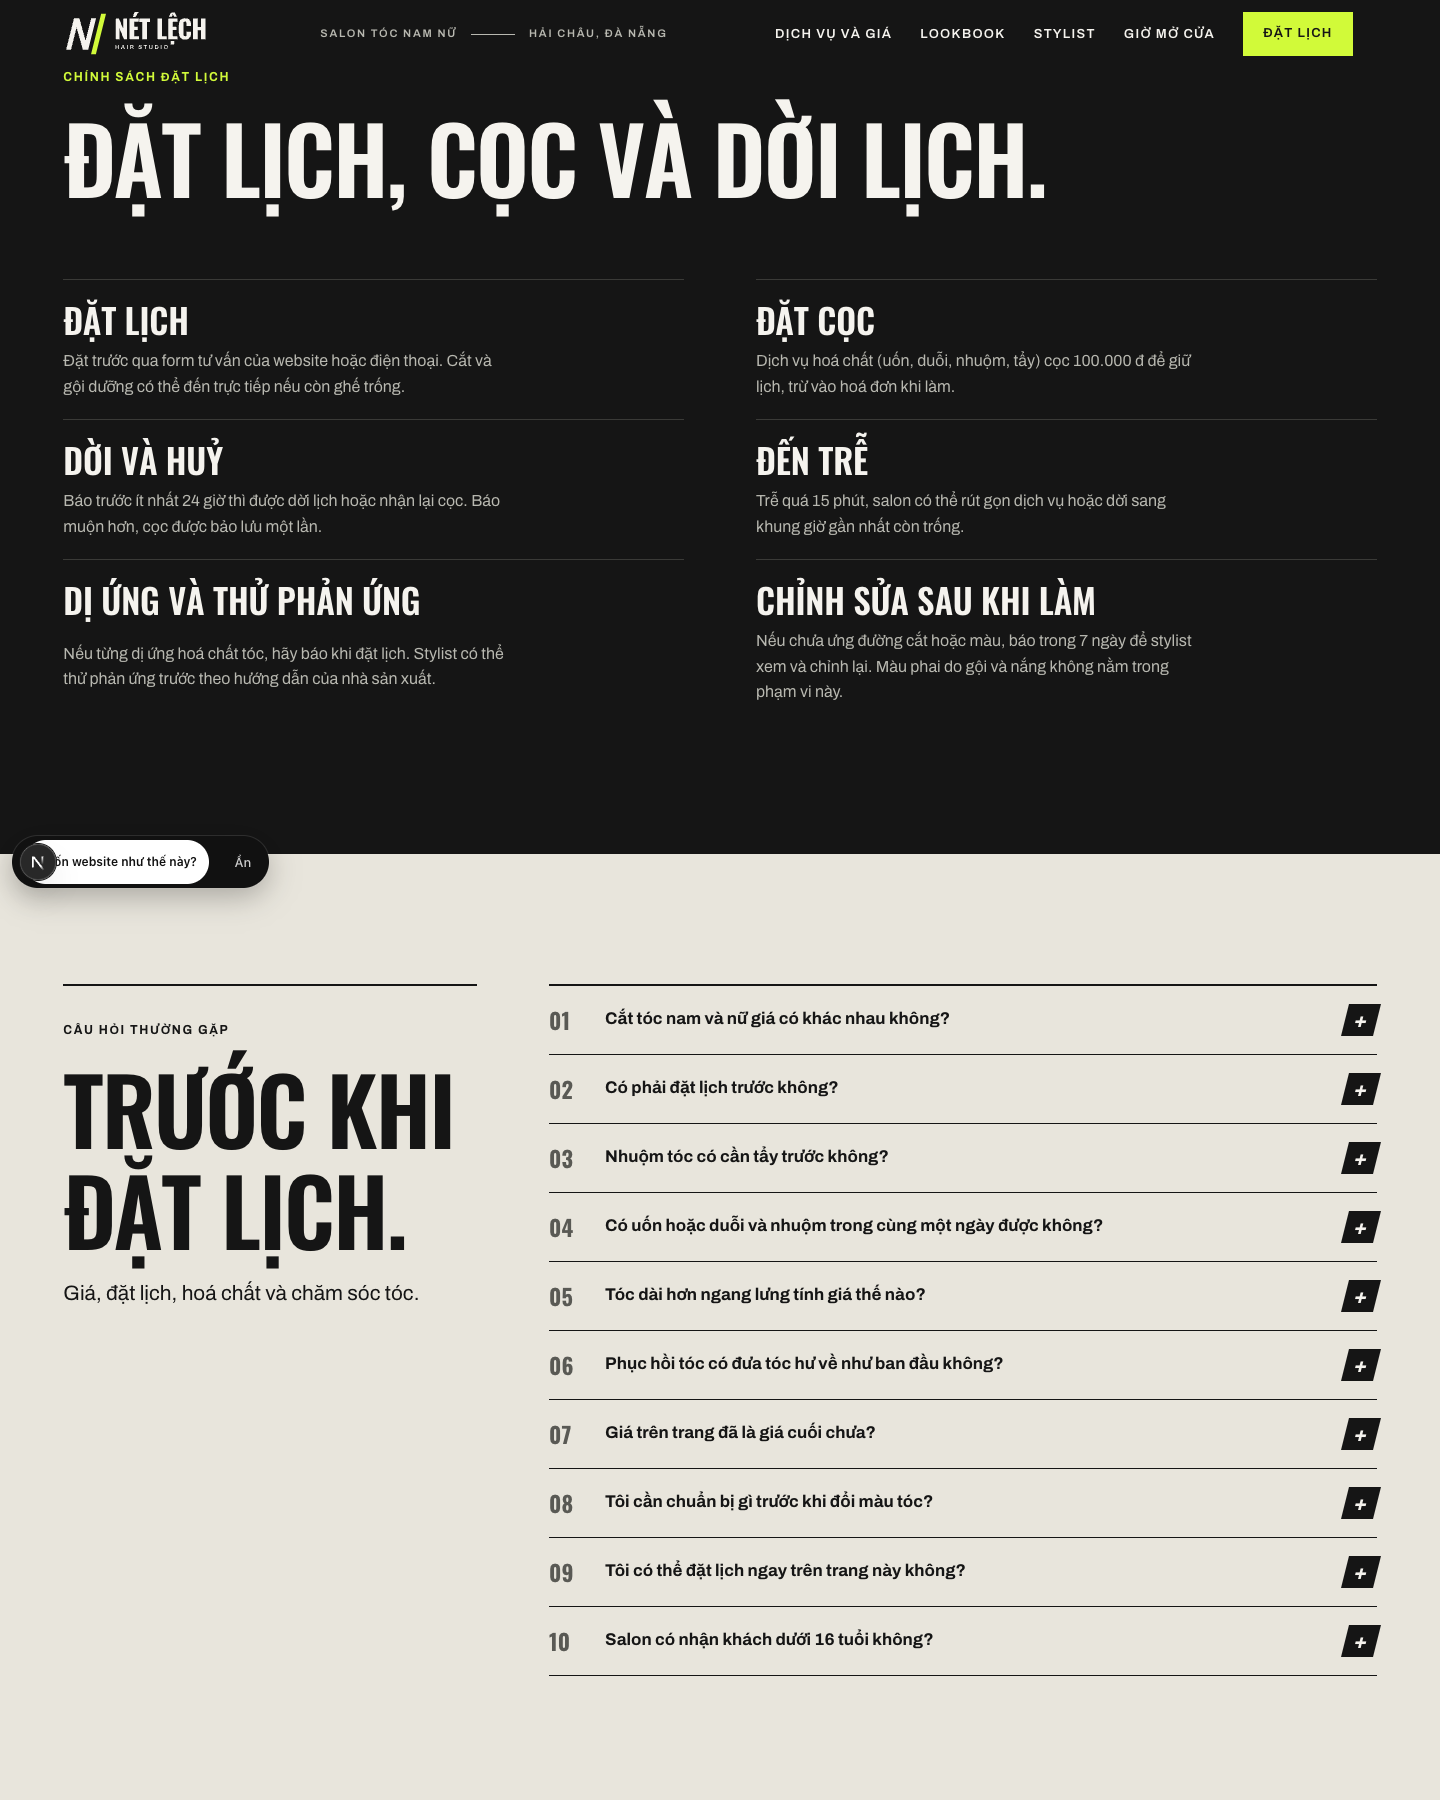 NÉT LỆCH
HAIR STUDIO
SALON TÓC NAM NỮ
HẢI CHÂU, ĐÀ NẴNG
DỊCH VỤ VÀ GIÁ
LOOKBOOK
STYLIST
GIỜ MỞ CỬA
ĐẶT LỊCH
CHÍNH SÁCH ĐẶT LỊCH
ĐẶT LỊCH, CỌC VÀ DỜI LỊCH.
ĐẶT LỊCH
Đặt trước qua form tư vấn của website hoặc điện thoại. Cắt và
gội dưỡng có thể đến trực tiếp nếu còn ghế trống.
ĐẶT CỌC
Dịch vụ hoá chất (uốn, duỗi, nhuộm, tẩy) cọc 100.000 đ để giữ
lịch, trừ vào hoá đơn khi làm.
DỜI VÀ HUỶ
Báo trước ít nhất 24 giờ thì được dời lịch hoặc nhận lại cọc. Báo
muộn hơn, cọc được bảo lưu một lần.
ĐẾN TRỄ
Trễ quá 15 phút, salon có thể rút gọn dịch vụ hoặc dời sang
khung giờ gần nhất còn trống.
DỊ ỨNG VÀ THỬ PHẢN ỨNG
Nếu từng dị ứng hoá chất tóc, hãy báo khi đặt lịch. Stylist có thể
thử phản ứng trước theo hướng dẫn của nhà sản xuất.
CHỈNH SỬA SAU KHI LÀM
Nếu chưa ưng đường cắt hoặc màu, báo trong 7 ngày để stylist
xem và chỉnh lại. Màu phai do gội và nắng không nằm trong
phạm vi này.
website như thế này?
Ẩn
CÂU HỎI THƯỜNG GẶP
TRƯỚC KHI
ĐẶT LỊCH.
Giá, đặt lịch, hoá chất và chăm sóc tóc.
01 Cắt tóc nam và nữ giá có khác nhau không? +
02 Có phải đặt lịch trước không? +
03 Nhuộm tóc có cần tẩy trước không? +
04 Có uốn hoặc duỗi và nhuộm trong cùng một ngày được không? +
05 Tóc dài hơn ngang lưng tính giá thế nào? +
06 Phục hồi tóc có đưa tóc hư về như ban đầu không? +
07 Giá trên trang đã là giá cuối chưa? +
08 Tôi cần chuẩn bị gì trước khi đổi màu tóc? +
09 Tôi có thể đặt lịch ngay trên trang này không? +
10 Salon có nhận khách dưới 16 tuổi không? +